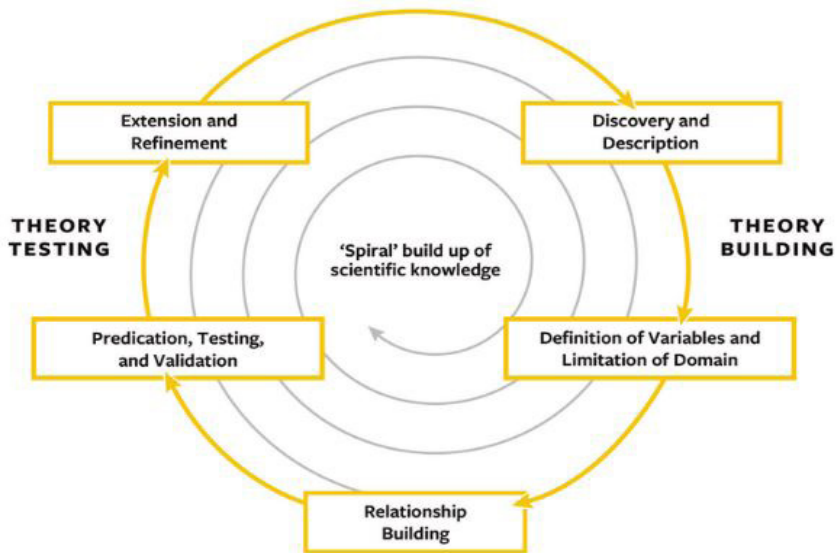 Extension and
Refinement
Discovery and
Description
THEORY
TESTING
THEORY
BUILDING
‘Spiral’ build up of
scientific knowledge
Predication, Testing,
and Validation
Definition of Variables and
Limitation of Domain
Relationship
Building